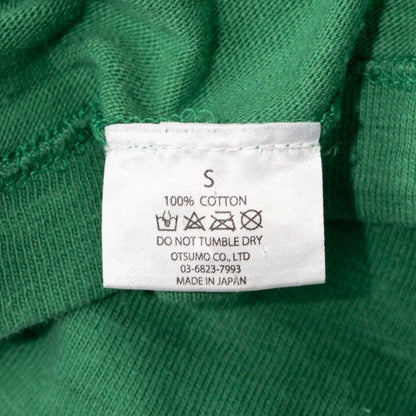 S
100% COTTON
DO NOT TUMBLE DRY
OTSUMO CO., LTD
03-6823-7993
MADE IN JAPAN